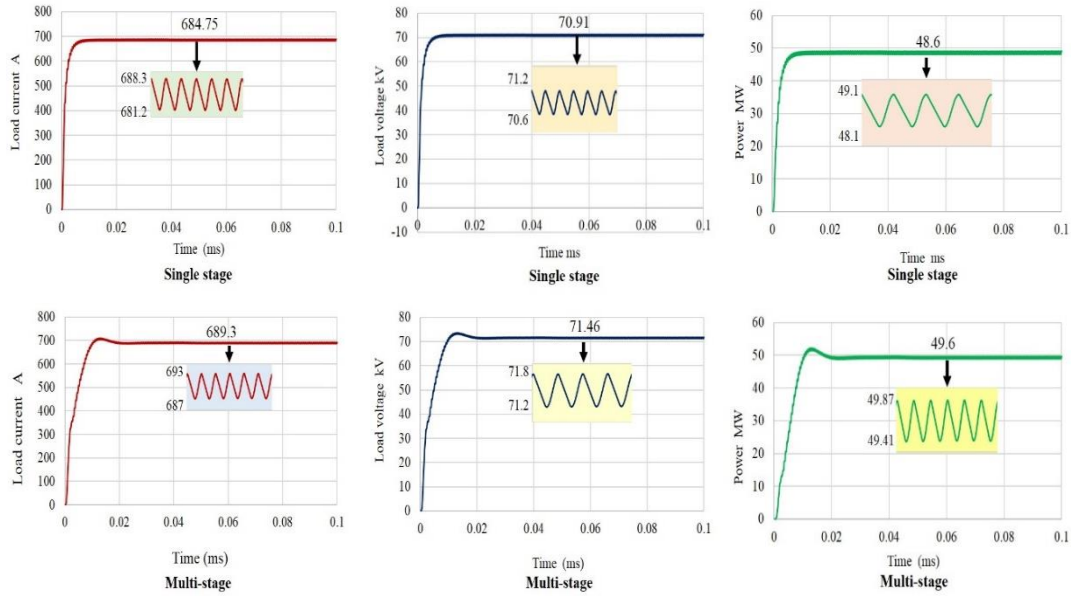 Load current A
800
700
600
500
400
300
200
100
0
684.75
688.3
681.2
0 0.02 0.04 0.06 0.08 0.1
Time (ms)
Single stage
Load voltage kV
80
70
60
50
40
30
20
10
0
-10
70.91
71.2
70.6
0 0.02 0.04 0.06 0.08 0.1
Time ms
Single stage
Power MW
60
50
40
30
20
10
0
48.6
49.1
48.1
0 0.02 0.04 0.06 0.08 0.1
Time ms
Single stage
Load current A
800
700
600
500
400
300
200
100
0
689.3
693
687
0 0.02 0.04 0.06 0.08 0.1
Time (ms)
Multi-stage
Load voltage kV
80
70
60
50
40
30
20
10
0
71.46
71.8
71.2
0 0.02 0.04 0.06 0.08 0.1
Time (ms)
Multi-stage
Power MW
60
50
40
30
20
10
0
49.6
49.87
49.41
0 0.02 0.04 0.06 0.08 0.1
Time (ms)
Multi-stage